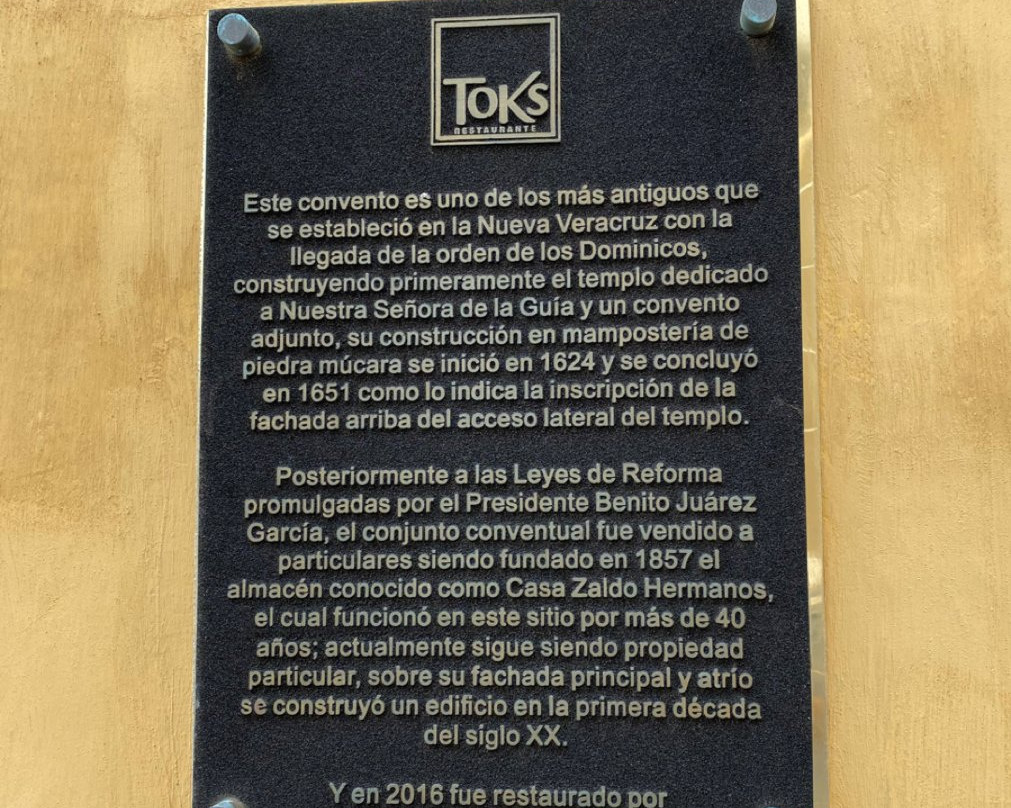 TOKS
RESTAURANTE
Este convento es uno de los más antiguos que
se estableció en la Nueva Veracruz con la
llegada de la orden de los Dominicos,
construyendo primeramente el templo dedicado
a Nuestra Señora de la Guía y un convento
adjunto, su construcción en mampostería de
piedra múcara se inició en 1624 y se concluyó
en 1651 como lo indica la inscripción de la
fachada arriba del acceso lateral del templo.
Posteriormente a las Leyes de Reforma
promulgadas por el Presidente Benito Juárez
García, el conjunto conventual fue vendido a
particulares siendo fundado en 1857 el
almacén conocido como Casa Zaldo Hermanos,
el cual funcionó en este sitio por más de 40
años; actualmente sigue siendo propiedad
particular, sobre su fachada principal y atrío
se construyó un edificio en la primera década
del siglo XX.
Y en 2016 fue restaurado por